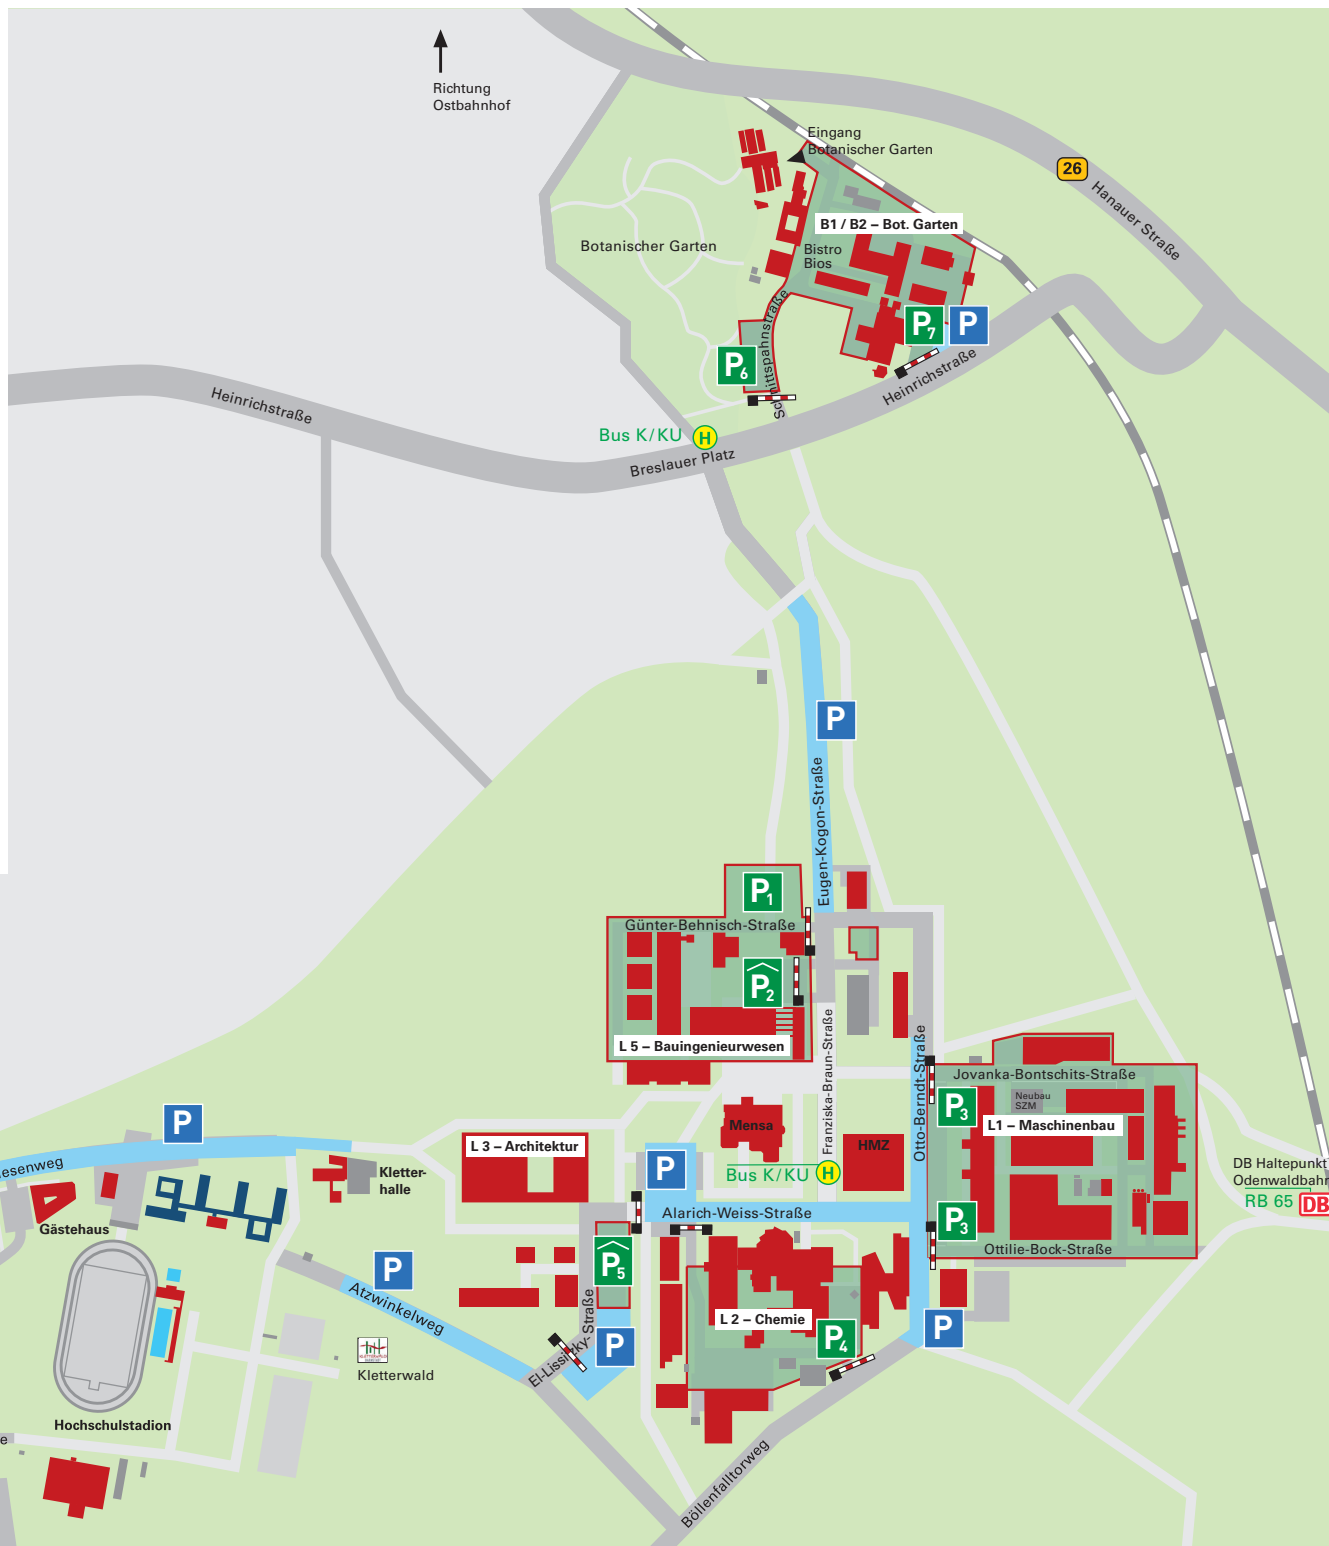 Richtung
Ostbahnhof
Eingang
Botanischer Garten
26
Hanauer Straße
B1 / B2 – Bot. Garten
Botanischer Garten
Bistro
Bios
P7
P
P6
Schnittspahnstraße
Heinrichstraße
Heinrichstraße
Bus K/KU
H
Breslauer Platz
P
Eugen-Kogon-Straße
P1
Günter-Behnisch-Straße
P2
L 5 – Bauingenieurwesen
Franziska-Braun-Straße
Otto-Berndt-Straße
Jovanka-Bontschits-Straße
P3
Neubau
SZM
L1 – Maschinenbau
Mensa
HMZ
P
esenweg
L 3 – Architektur
Kletter-
halle
P
Bus K/KU
H
DB Haltepunkt
Odenwaldbahn
RB 65
DB
Alarich-Weiss-Straße
P3
Ottilie-Bock-Straße
Gästehaus
P
Atzwinkelweg
P5
El-Lissitzky-Straße
P
L 2 – Chemie
P4
P
Kletterwald
Hochschulstadion
e
Böllenfalltorweg